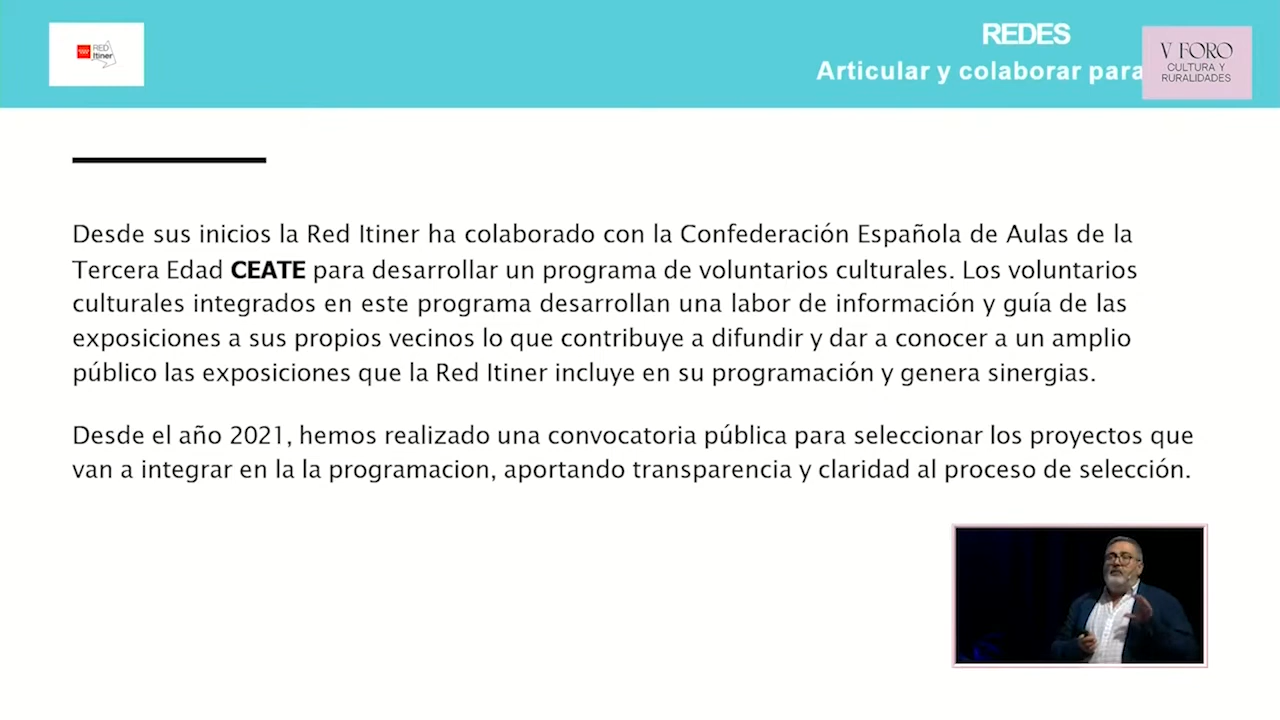 RED
Itiner
REDES
Articular y colaborar para
V FORO
CULTURA Y
RURALIDADES
Desde sus inicios la Red Itiner ha colaborado con la Confederación Española de Aulas de la
Tercera Edad CEATE para desarrollar un programa de voluntarios culturales. Los voluntarios
culturales integrados en este programa desarrollan una labor de información y guía de las
exposiciones a sus propios vecinos lo que contribuye a difundir y dar a conocer a un amplio
público las exposiciones que la Red Itiner incluye en su programación y genera sinergias.
Desde el año 2021, hemos realizado una convocatoria pública para seleccionar los proyectos que
van a integrar en la la programacion, aportando transparencia y claridad al proceso de selección.